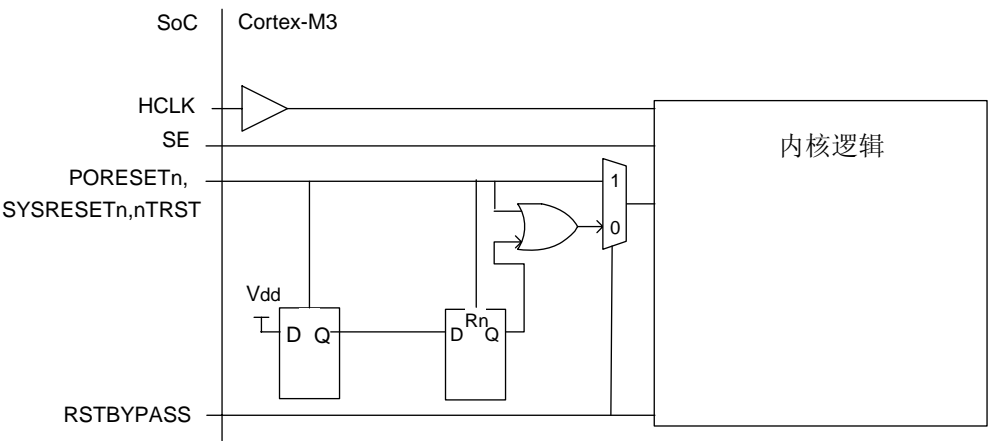 SoC Cortex-M3
HCLK
SE
内核逻辑
PORESETn,
SYSRESETn,nTRST
1
0
Vdd
D Q
D Rn Q
RSTBYPASS